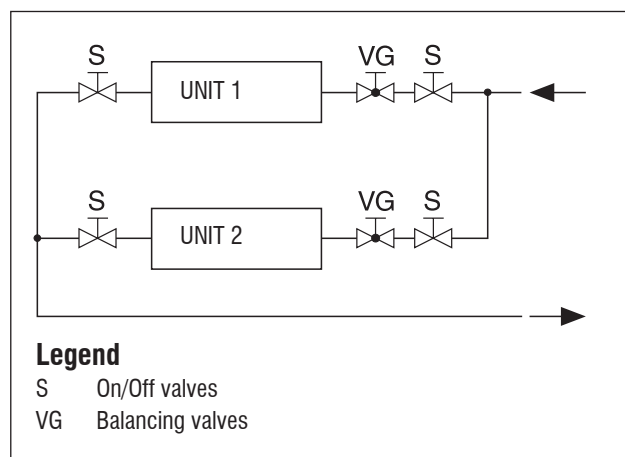 S VG S
UNIT 1
S VG S
UNIT 2
Legend
S On/Off valves
VG Balancing valves